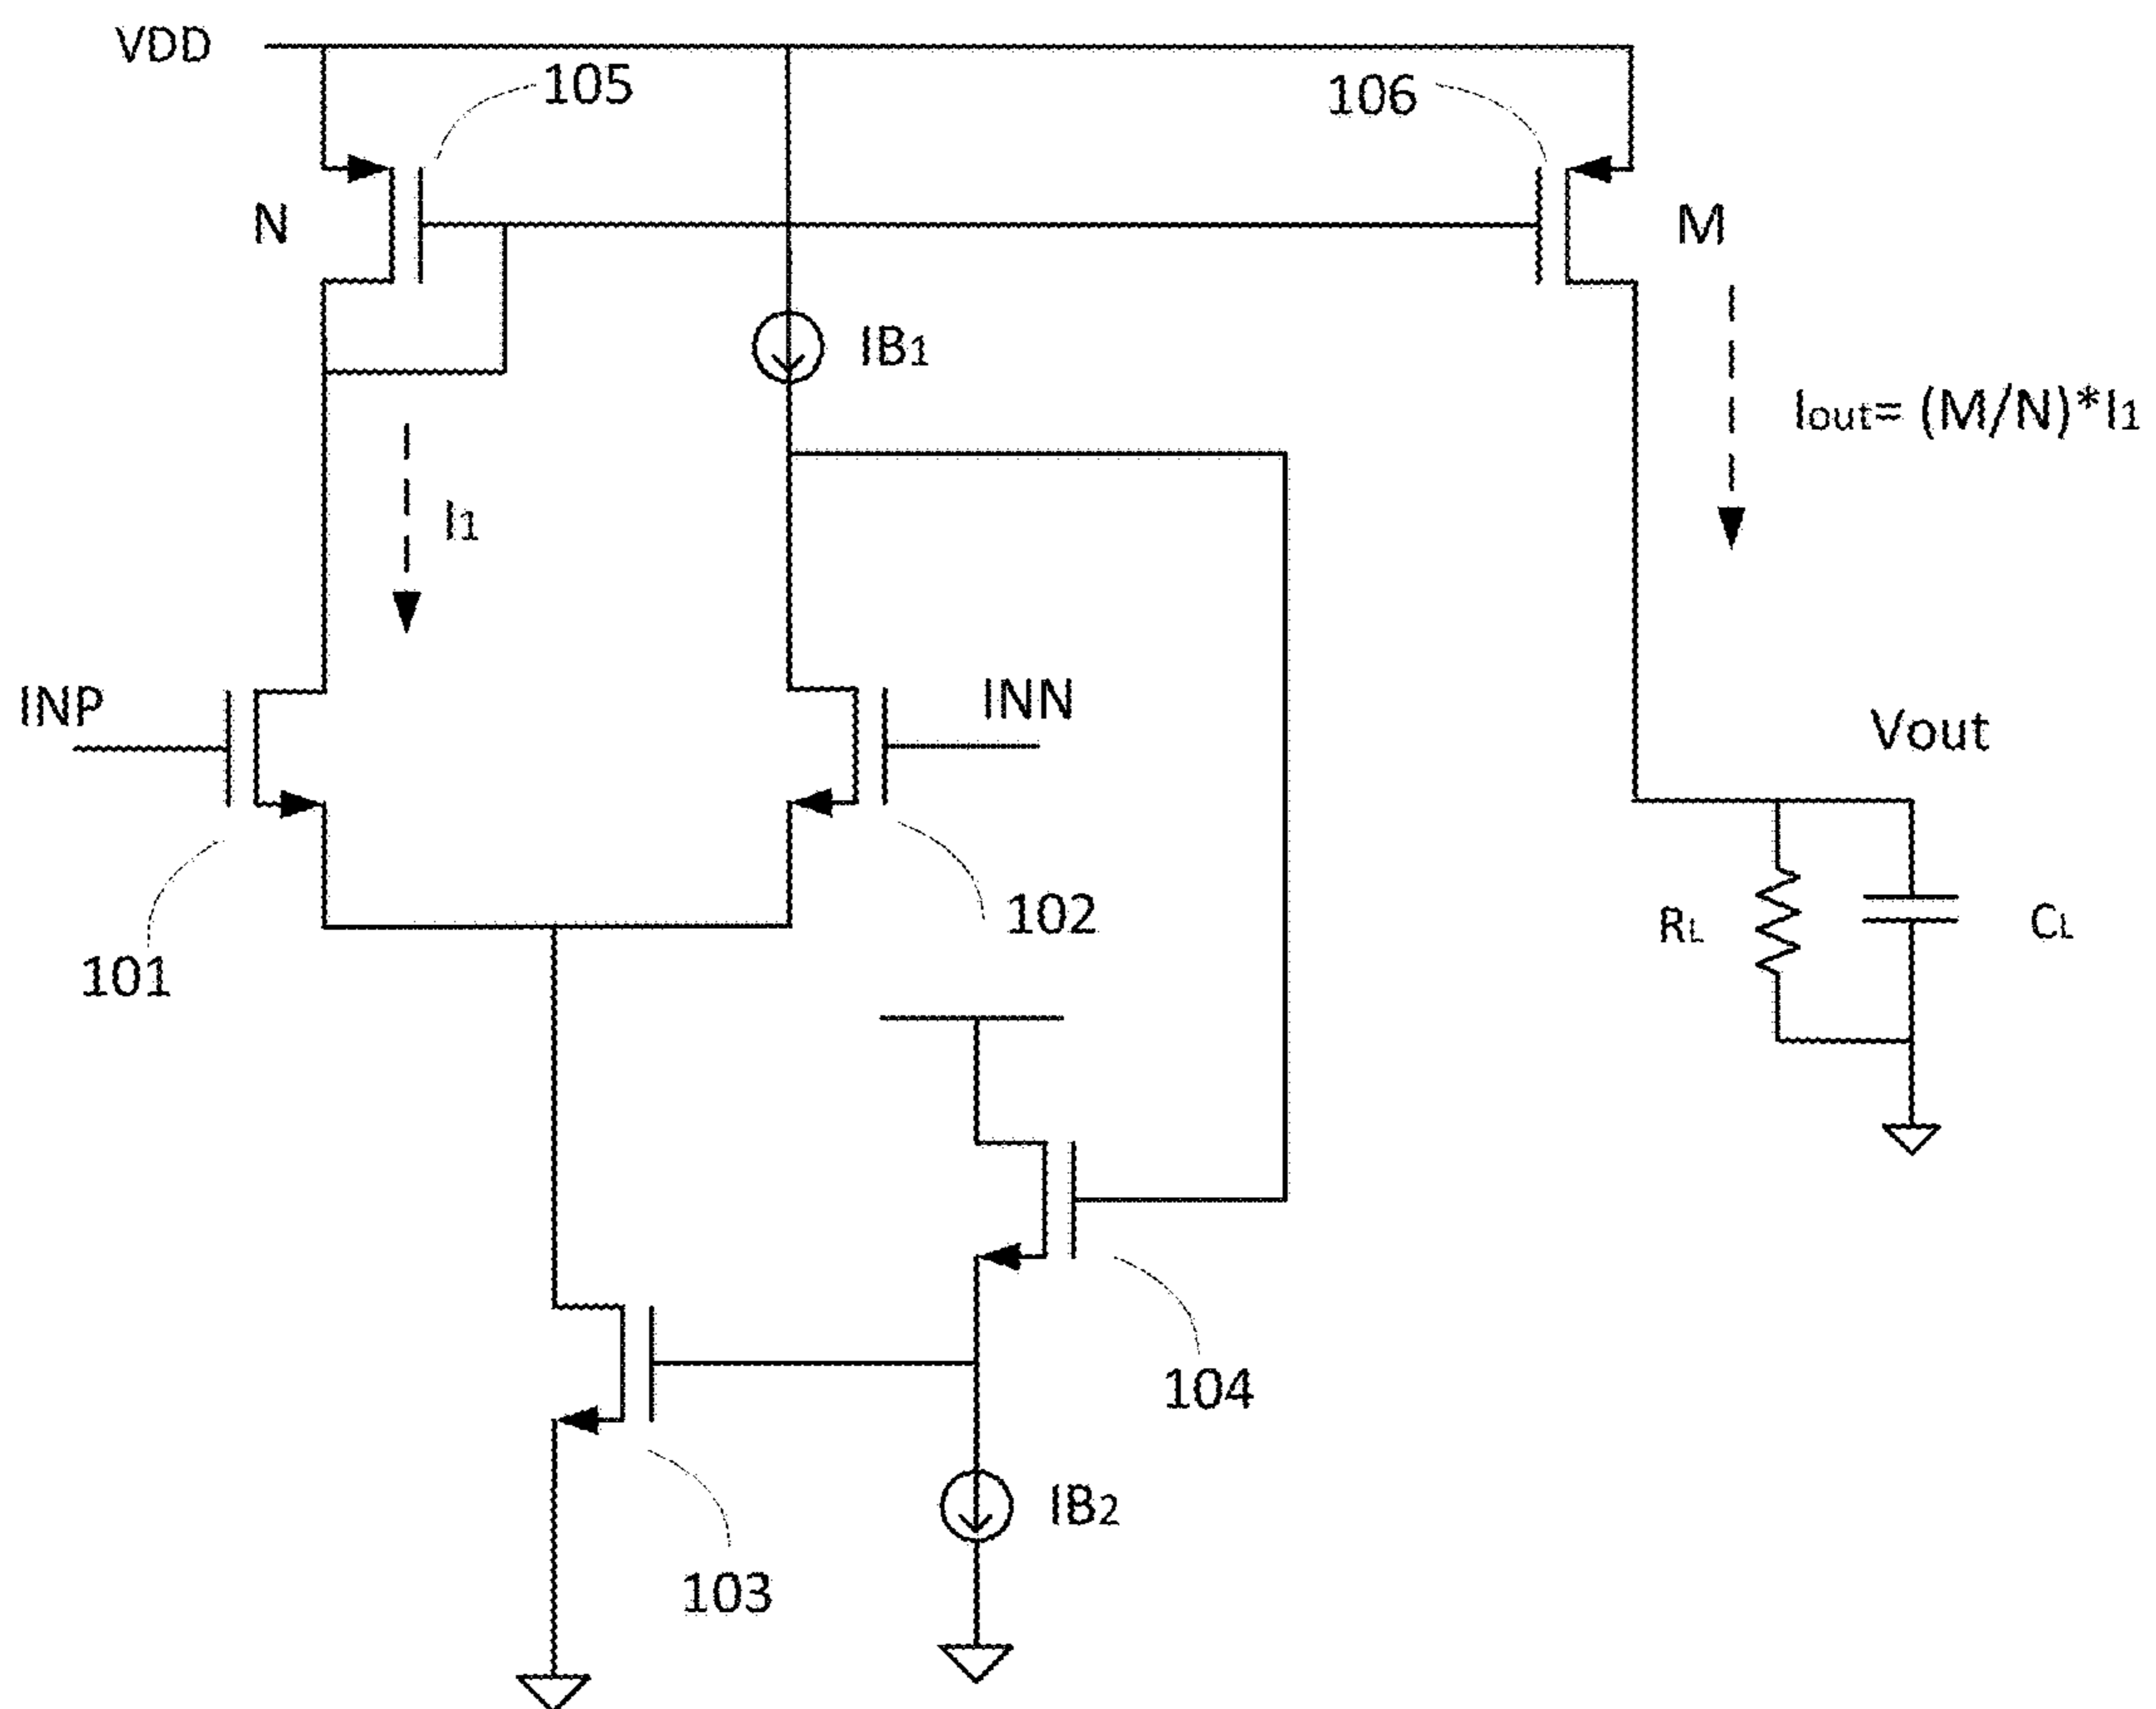 VDD
105
106
N
M
IB1
Iout= (M/N)*I1
I1
INP
INN
Vout
102
RL
CL
101
104
IB2
103